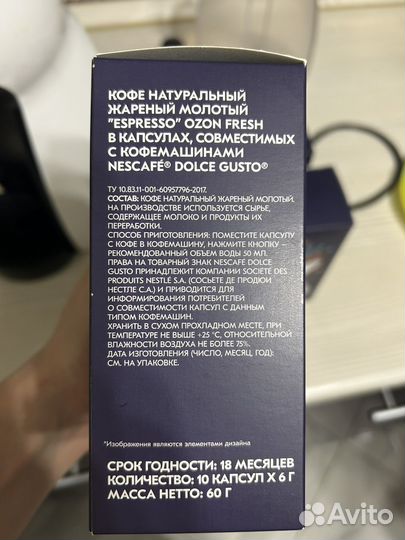 КОФЕ НАТУРАЛЬНЫЙ
ЖАРЕНЫЙ МОЛОТЫЙ
"ESPRESSO" OZON FRESH
В КАПСУЛАХ, СОВМЕСТИМЫХ
С КОФЕМАШИНАМИ
NESCAFÉ® DOLCE GUSTO®
ТУ 10.83.11-001-60957796-2017.
СОСТАВ: КОФЕ НАТУРАЛЬНЫЙ ЖАРЕНЫЙ МОЛОТЫЙ.
НА ПРОИЗВОДСТВЕ ИСПОЛЬЗУЕТСЯ СЫРЬЕ,
СОДЕРЖАЩЕЕ МОЛОКО И ПРОДУКТЫ ИХ
ПЕРЕРАБОТКИ.
СПОСОБ ПРИГОТОВЛЕНИЯ: ПОМЕСТИТЕ КАПСУЛУ
С КОФЕ В КОФЕМАШИНУ, НАЖМИТЕ КНОПКУ –
РЕКОМЕНДОВАННЫЙ ОБЪЕМ ВОДЫ 50 МЛ.
ПРАВА НА ТОВАРНЫЙ ЗНАК NESCAFÉ DOLCE
GUSTO ПРИНАДЛЕЖИТ КОМПАНИИ SOCIÉTÉ DES
PRODUITS NESTLÉ S.A. (СОСЬЕТЕ ДЕ ПРОДЮИ
НЕСТЛЕ С.А.) И ПРИВОДИТСЯ ДЛЯ
ИНФОРМИРОВАНИЯ ПОТРЕБИТЕЛЕЙ
О СОВМЕСТИМОСТИ КАПСУЛ С ДАННЫМ
ТИПОМ КОФЕМАШИН.
ХРАНИТЬ В СУХОМ ПРОХЛАДНОМ МЕСТЕ, ПРИ
ТЕМПЕРАТУРЕ НЕ ВЫШЕ +25 °С, ОТНОСИТЕЛЬНОЙ
ВЛАЖНОСТИ ВОЗДУХА НЕ БОЛЕЕ 75%.
ДАТА ИЗГОТОВЛЕНИЯ (ЧИСЛО, МЕСЯЦ, ГОД):
СМ. НА УПАКОВКЕ.
*Изображения являются элементами дизайна
СРОК ГОДНОСТИ: 18 МЕСЯЦЕВ
КОЛИЧЕСТВО: 10 КАПСУЛ Х 6 Г
МАССА НЕТТО: 60 Г
Avito